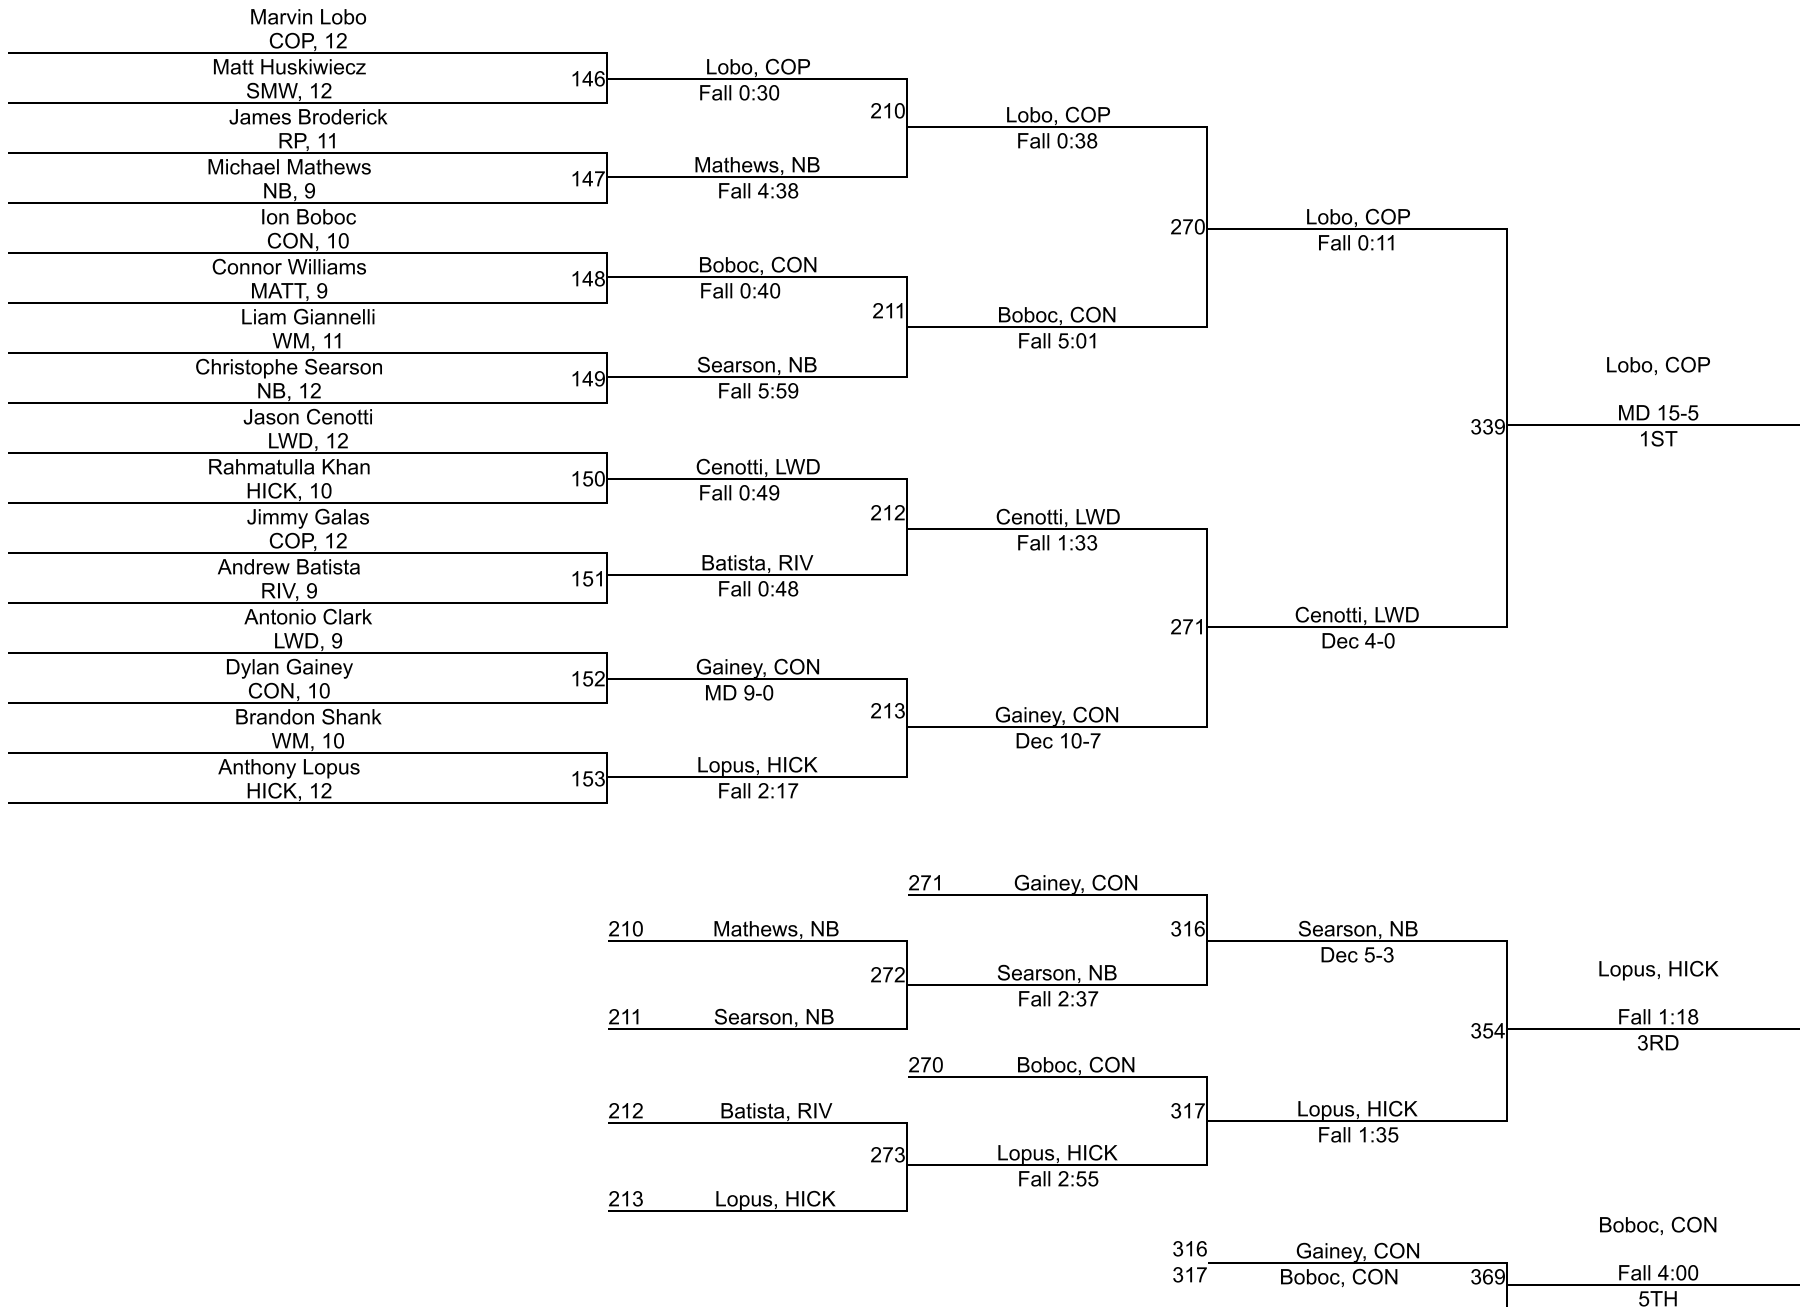 Marvin Lobo
COP, 12
Matt Huskiwiecz
SMW, 12
James Broderick
RP, 11
Michael Mathews
NB, 9
Ion Boboc
CON, 10
Connor Williams
MATT, 9
Liam Giannelli
WM, 11
Christophe Searson
NB, 12
Jason Cenotti
LWD, 12
Rahmatulla Khan
HICK, 10
Jimmy Galas
COP, 12
Andrew Batista
RIV, 9
Antonio Clark
LWD, 9
Dylan Gainey
CON, 10
Brandon Shank
WM, 10
Anthony Lopus
HICK, 12
146
147
148
149
150
151
152
153
Lobo, COP
Fall 0:30
Mathews, NB
Fall 4:38
Boboc, CON
Fall 0:40
Searson, NB
Fall 5:59
Cenotti, LWD
Fall 0:49
Batista, RIV
Fall 0:48
Gainey, CON
MD 9-0
Lopus, HICK
Fall 2:17
210
211
212
213
Lobo, COP
Fall 0:38
Boboc, CON
Fall 5:01
Cenotti, LWD
Fall 1:33
Gainey, CON
Dec 10-7
270
271
Lobo, COP
Fall 0:11
Cenotti, LWD
Dec 4-0
339
Lobo, COP
MD 15-5
1ST
210 Mathews, NB
211 Searson, NB
212 Batista, RIV
213 Lopus, HICK
272
273
271 Gainey, CON
Searson, NB
Fall 2:37
270 Boboc, CON
Lopus, HICK
Fall 2:55
316
317
Searson, NB
Dec 5-3
Lopus, HICK
Fall 1:35
354
Lopus, HICK
Fall 1:18
3RD
316 Gainey, CON
317 Boboc, CON
369
Boboc, CON
Fall 4:00
5TH